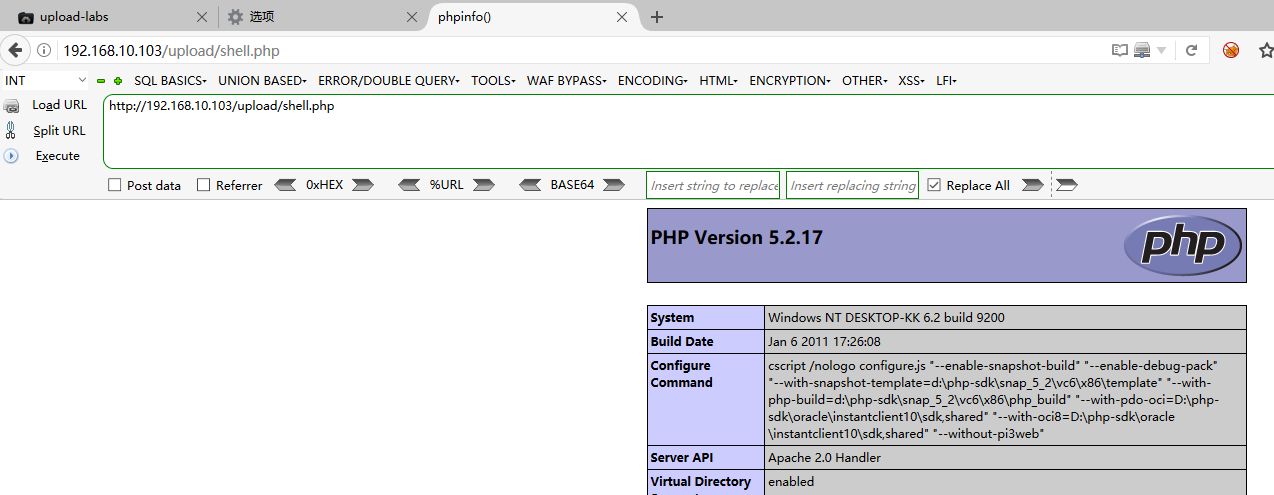 upload-labs
选项
phpinfo()
192.168.10.103/upload/shell.php
INT SQL BASICS UNION BASED ERROR/DOUBLE QUERY TOOLS WAF BYPASS ENCODING HTML ENCRYPTION OTHER XSS LFI
Load URL
http://192.168.10.103/upload/shell.php
Split URL
Execute
Post data Referrer 0xHEX %URL BASE64 Insert string to replace Insert replacing string Replace All
PHP Version 5.2.17
php
System Windows NT DESKTOP-KK 6.2 build 9200
Build Date Jan 6 2011 17:26:08
Configure Command
cscript /nologo configure.js "--enable-snapshot-build" "--enable-debug-pack"
"--with-snapshot-template=d:\php-sdk\snap_5_2\vc6\x86\template" "--with-
php-build=d:\php-sdk\snap_5_2\vc6\x86\php_build" "--with-pdo-oci=D:\php-
sdk\oracle\instantclient10\sdk,shared" "--with-oci8=D:\php-sdk\oracle
\instantclient10\sdk,shared" "--without-pi3web"
Server API Apache 2.0 Handler
Virtual Directory enabled